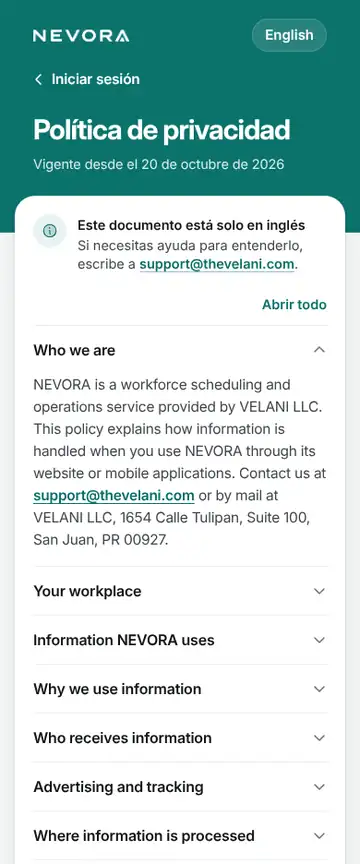 NEVORA
English
Iniciar sesión
Política de privacidad
Vigente desde el 20 de octubre de 2026
Este documento está solo en inglés
Si necesitas ayuda para entenderlo,
escribe a support@thevelani.com.
Abrir todo
Who we are
NEVORA is a workforce scheduling and
operations service provided by VELANI LLC.
This policy explains how information is
handled when you use NEVORA through its
website or mobile applications. Contact us at
support@thevelani.com or by mail at
VELANI LLC, 1654 Calle Tulipan, Suite 100,
San Juan, PR 00927.
Your workplace
Information NEVORA uses
Why we use information
Who receives information
Advertising and tracking
Where information is processed